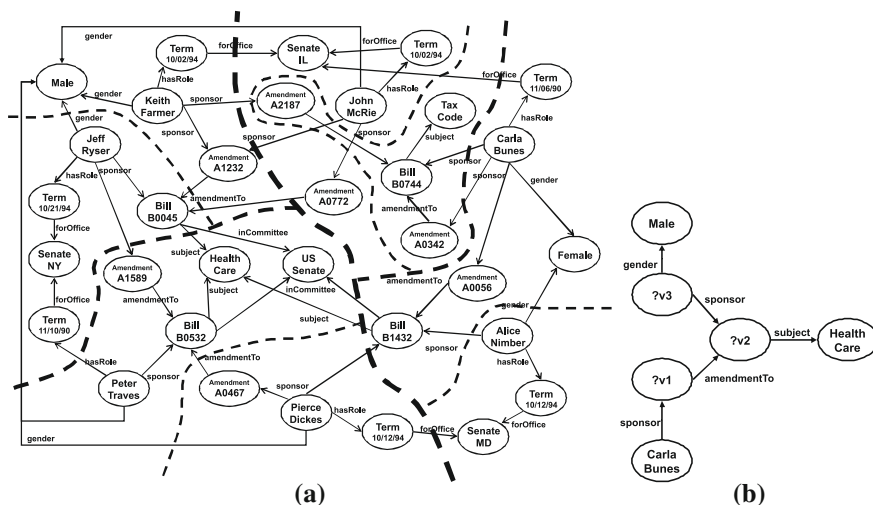 gender
Term
10/02/94
forOffice
Senate
IL
forOffice
Term
10/02/94
forOffice
Term
11/06/90
hasRole
hasRole
hasRole
Male
gender
Keith
Farmer
sponsor
Amendment
A2187
John
McRie
Tax
Code
subject
Carla
Bunes
gender
Jeff
Ryser
sponsor
sponsor
sponsor
sponsor
sponsor
gender
hasRole
sponsor
Amendment
A1232
Bill
B0744
Term
10/21/94
Bill
B0045
amendmentTo
Amendment
A0772
amendmentTo
Amendment
A0342
Female
forOffice
inCommittee
subject
Senate
NY
Amendment
A1589
Health
Care
US
Senate
amendmentTo
Amendment
A0056
forOffice
amendmentTo
subject
inCommittee
gender
Term
11/10/90
Bill
B0532
subject
Bill
B1432
Alice
Nimber
sponsor
hasRole
hasRole
amendmentTo
Peter
Traves
sponsor
Amendment
A0467
sponsor
Pierce
Dickes
hasRole
Term
10/12/94
forOffice
Senate
MD
forOffice
Term
10/12/94
gender
(a)
Male
gender
?v3
sponsor
?v2
subject
Health
Care
?v1
amendmentTo
sponsor
Carla
Bunes
(b)